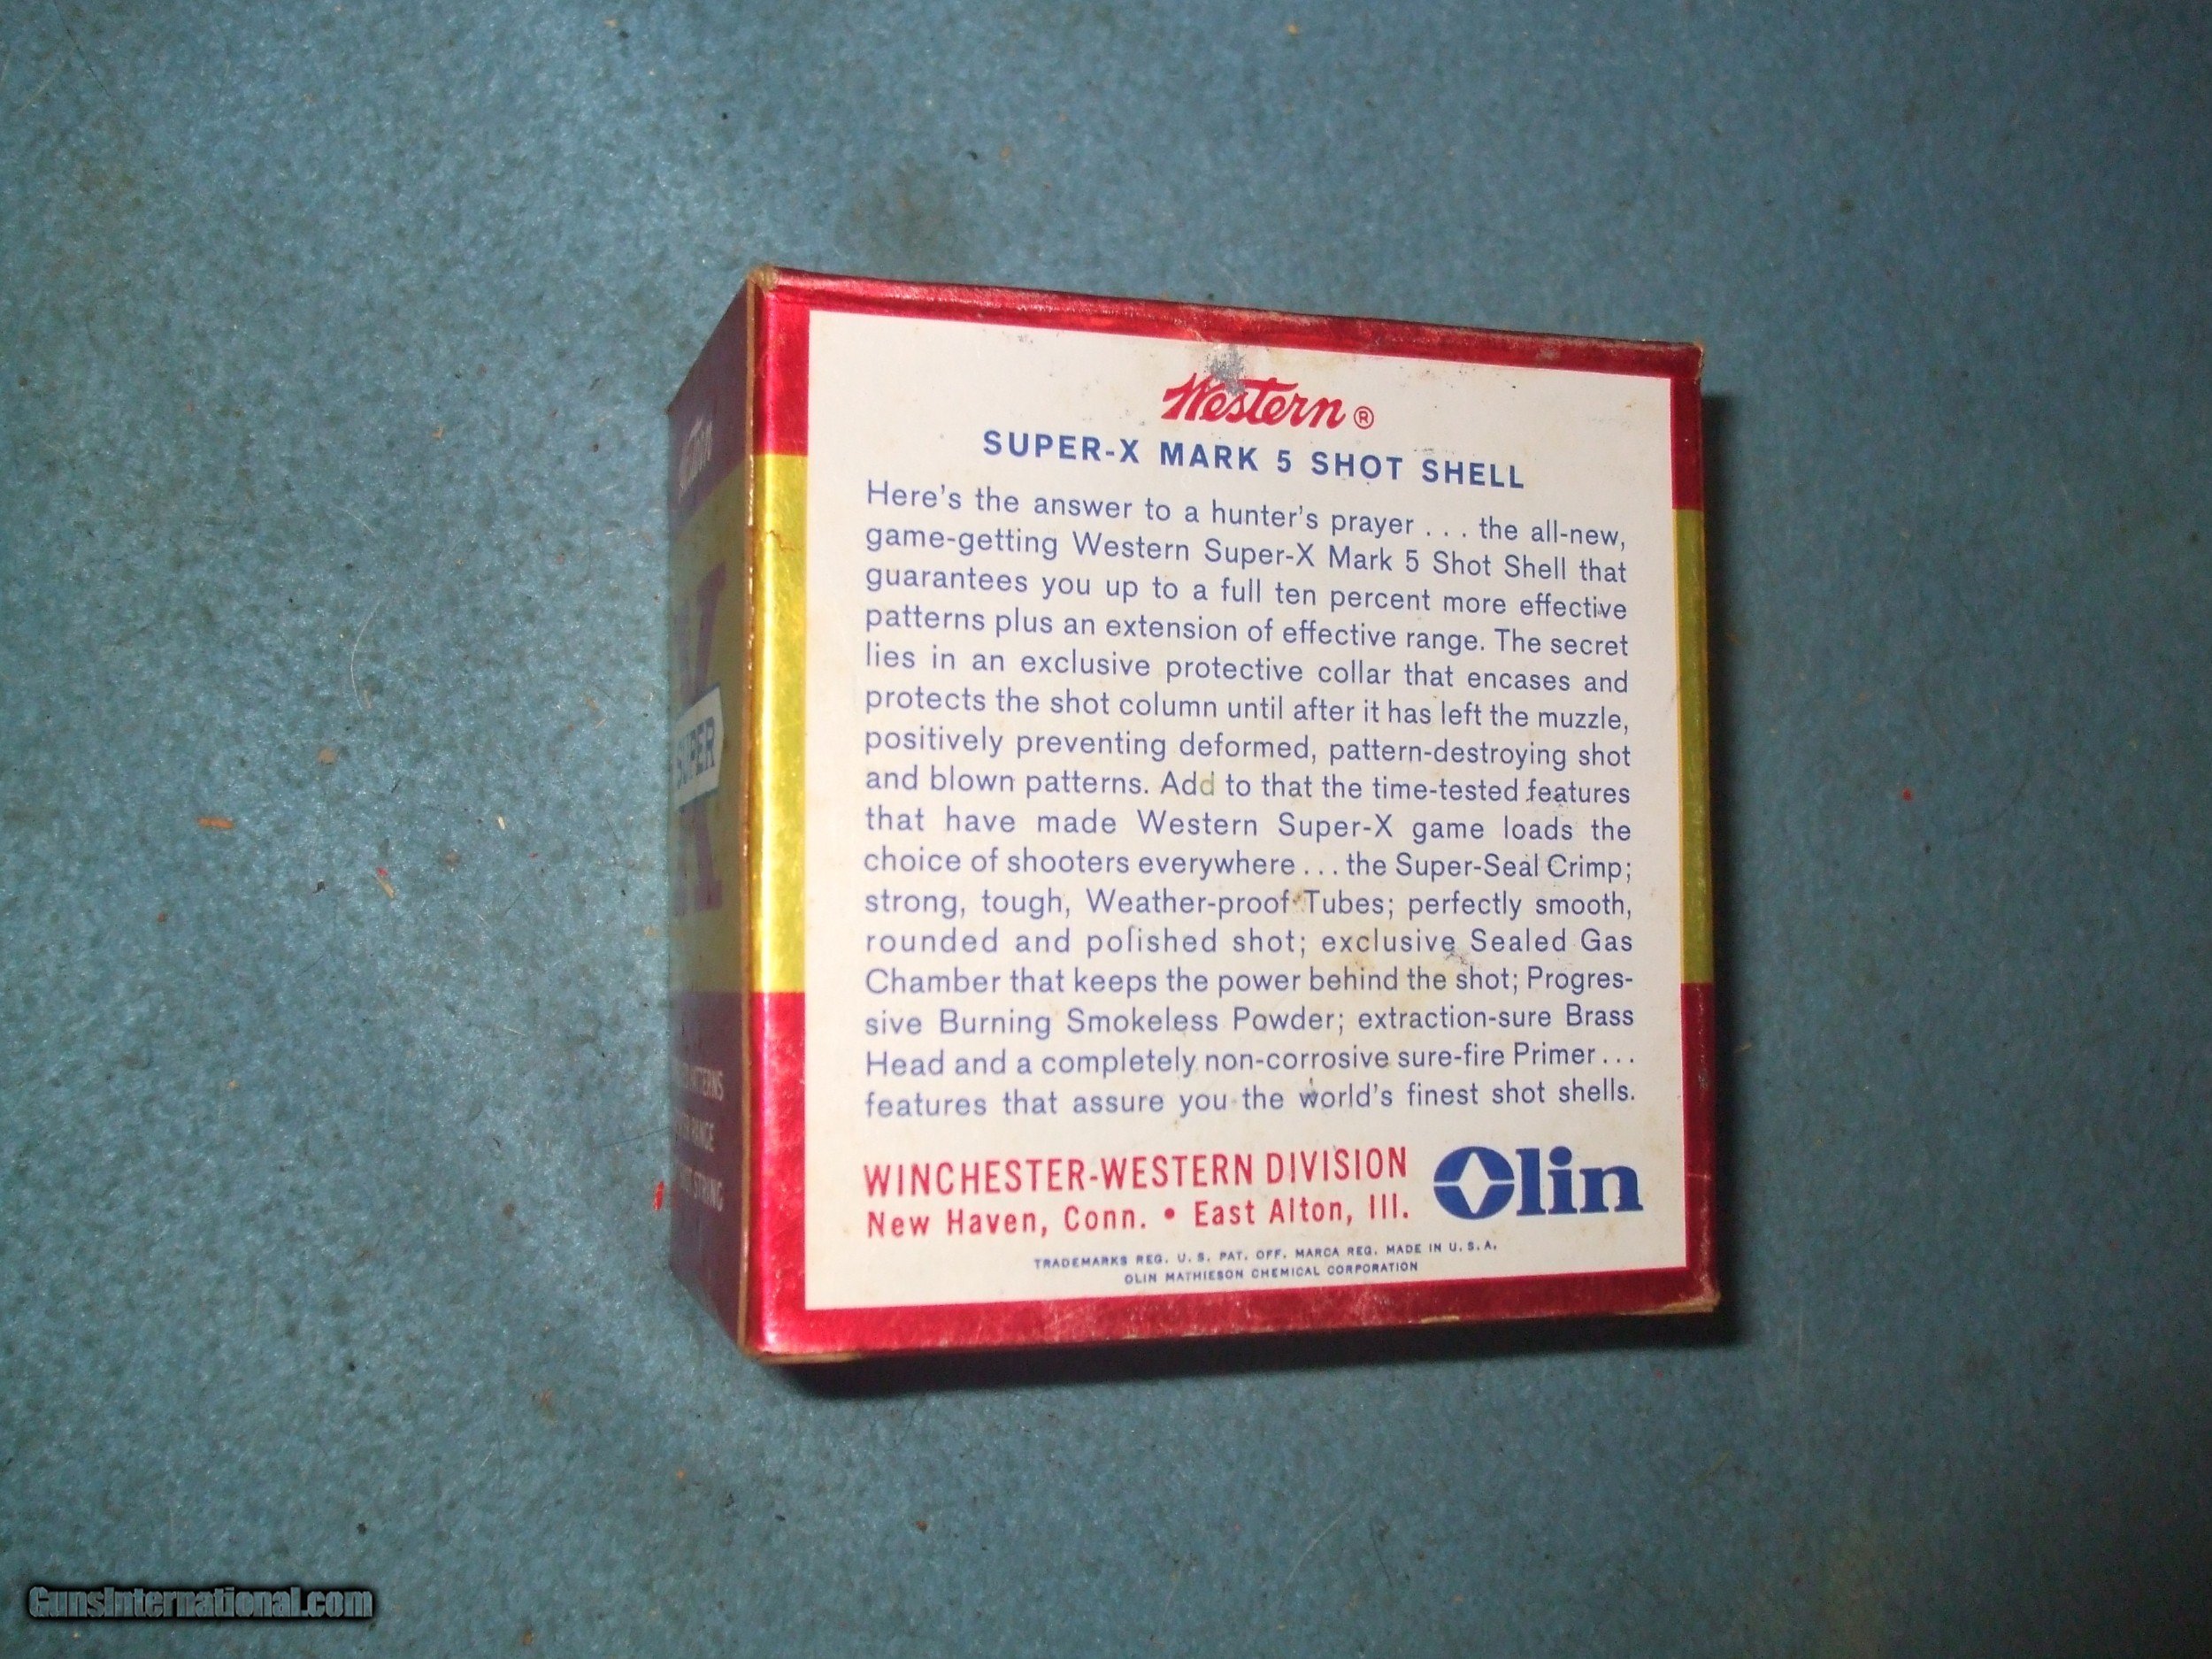 Western ®
SUPER-X MARK 5 SHOT SHELL
Here's the answer to a hunter's prayer . . . the all-new,
game-getting Western Super-X Mark 5 Shot Shell that
guarantees you up to a full ten percent more effective
patterns plus an extension of effective range. The secret
lies in an exclusive protective collar that encases and
protects the shot column until after it has left the muzzle,
positively preventing deformed, pattern-destroying shot
and blown patterns. Add to that the time-tested features
that have made Western Super-X game loads the
choice of shooters everywhere . . . the Super-Seal Crimp;
strong, tough, Weather-proof Tubes; perfectly smooth,
rounded and polished shot; exclusive Sealed Gas
Chamber that keeps the power behind the shot; Progres-
sive Burning Smokeless Powder; extraction-sure Brass
Head and a completely non-corrosive sure-fire Primer . . .
features that assure you the world's finest shot shells.
WINCHESTER-WESTERN DIVISION
New Haven, Conn. • East Alton, Ill.
Olin
TRADEMARKS REG. U. S. PAT. OFF. MARCA REG. MADE IN U. S. A.
OLIN MATHIESON CHEMICAL CORPORATION
Western
SUPER
X
RANGE
STRING
GunsInternational.com